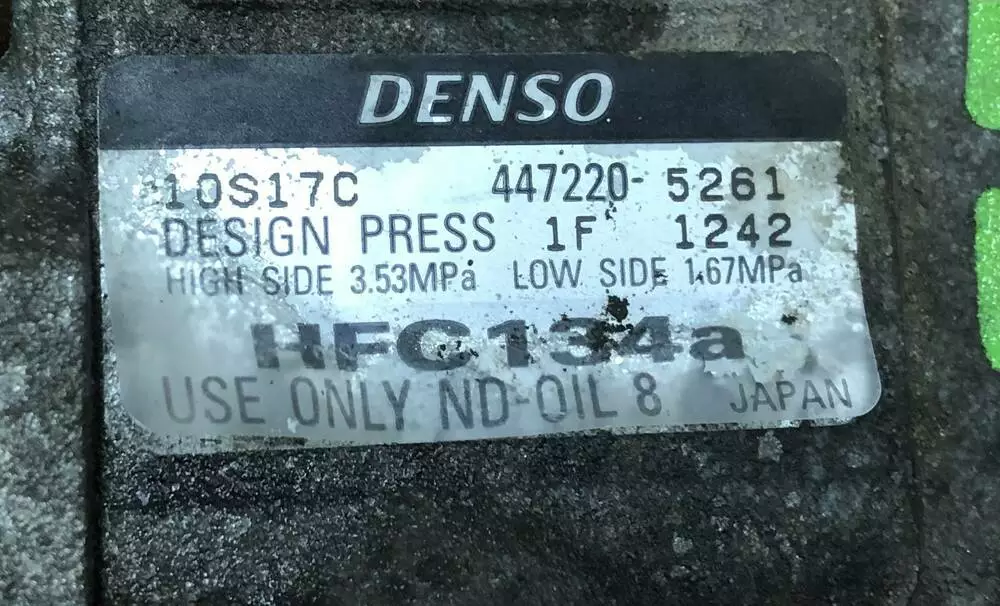 DENSO
10S17C 447220-5261
DESIGN PRESS 1F 1242
HIGH SIDE 3.53MPa LOW SIDE 1.67MPa
HFC134a
USE ONLY ND-OIL 8 JAPAN